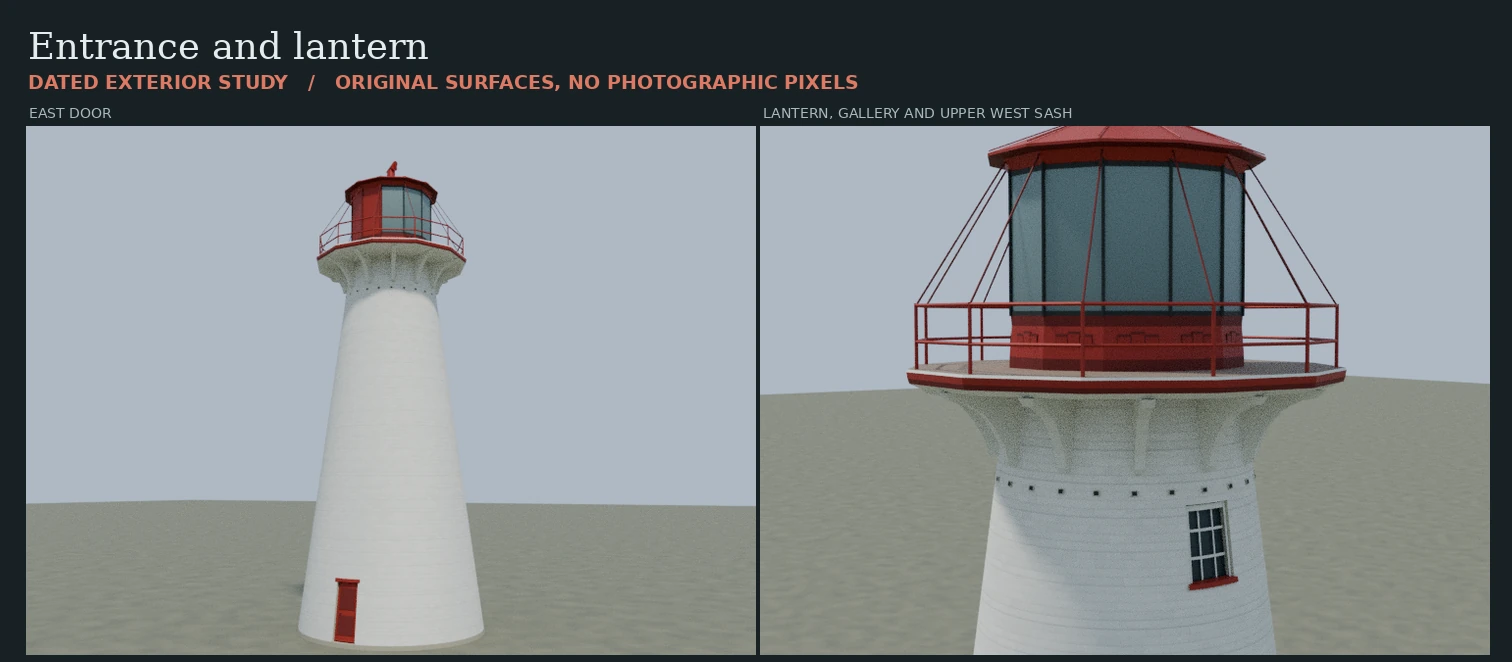 Entrance and lantern
DATED EXTERIOR STUDY / ORIGINAL SURFACES, NO PHOTOGRAPHIC PIXELS
EAST DOOR
LANTERN, GALLERY AND UPPER WEST SASH